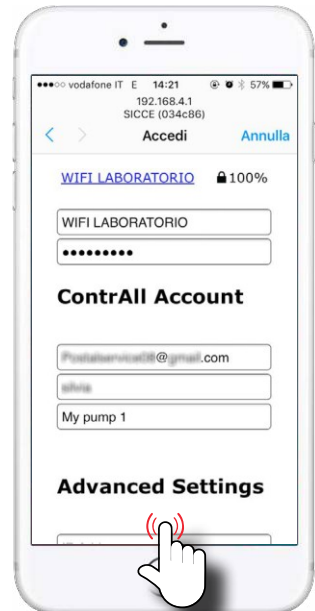 vodafone IT E 14:21 57%
192.168.4.1
SICCE (034c86)
Accedi Annulla
WIFI LABORATORIO 100%
WIFI LABORATORIO
•••••••••
ContrAll Account
@ .com
My pump 1
Advanced Settings